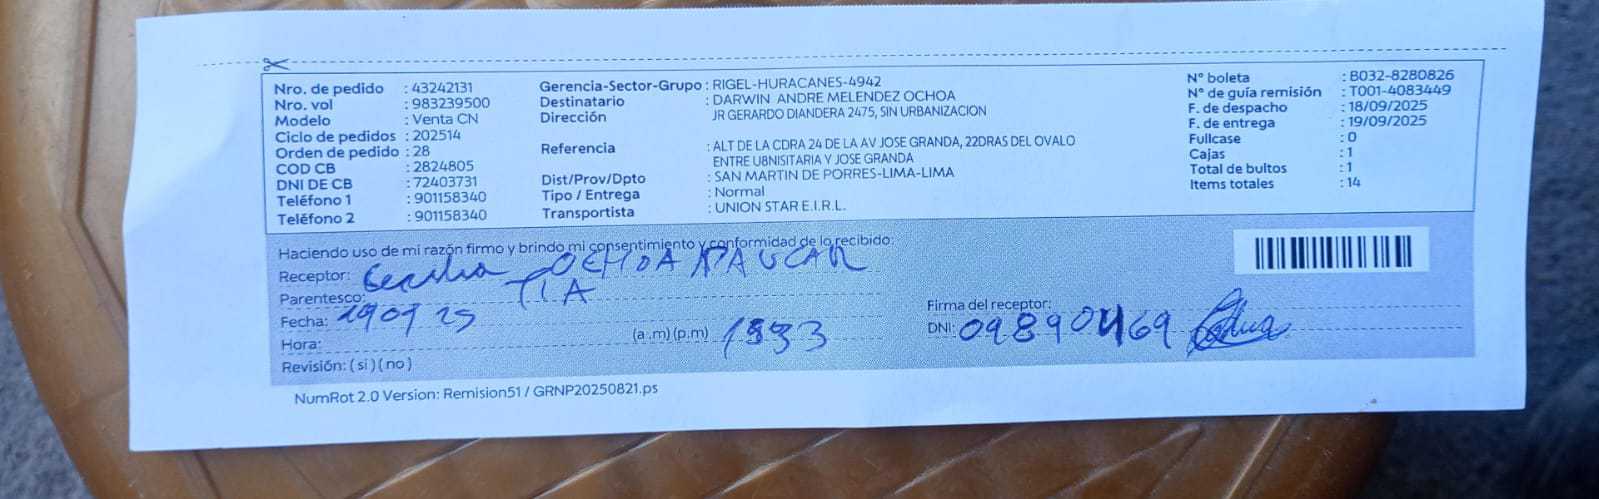 Nro. de pedido : 43242131
Nro. vol : 983239500
Modelo : Venta CN
Ciclo de pedidos : 202514
Orden de pedido : 28
COD CB : 2824805
DNI DE CB : 72403731
Teléfono 1 : 901158340
Teléfono 2 : 901158340
Gerencia-Sector-Grupo : RIGEL-HURACANES-4942
Destinatario : DARWIN ANDRE MELENDEZ OCHOA
Dirección JR GERARDO DIANDERA 2475, SIN URBANIZACION
Referencia : ALT DE LA CDRA 24 DE LA AV JOSE GRANDA, 22DRAS DEL OVALO
ENTRE U8NISITARIA Y JOSE GRANDA
Dist/Prov/Dpto : SAN MARTIN DE PORRES-LIMA-LIMA
Tipo / Entrega : Normal
Transportista : UNION STAR E.I.R.L.
N° boleta : B032-8280826
N° de guía remisión : T001-4083449
F. de despacho : 18/09/2025
F. de entrega : 19/09/2025
Fullcase : 0
Cajas : 1
Total de bultos : 1
Items totales : 14
Haciendo uso de mi razón firmo y brindo mi consentimiento y conformidad de lo recibido:
Receptor: Cecilia OCHOA APAUCAR
Parentesco: TIA
Fecha: 190925
Hora: (a.m)(p.m) 1333
Revisión: ( si ) ( no )
Firma del receptor:
DNI: 09890469
NumRot 2.0 Version: Remision51 / GRNP20250821.ps